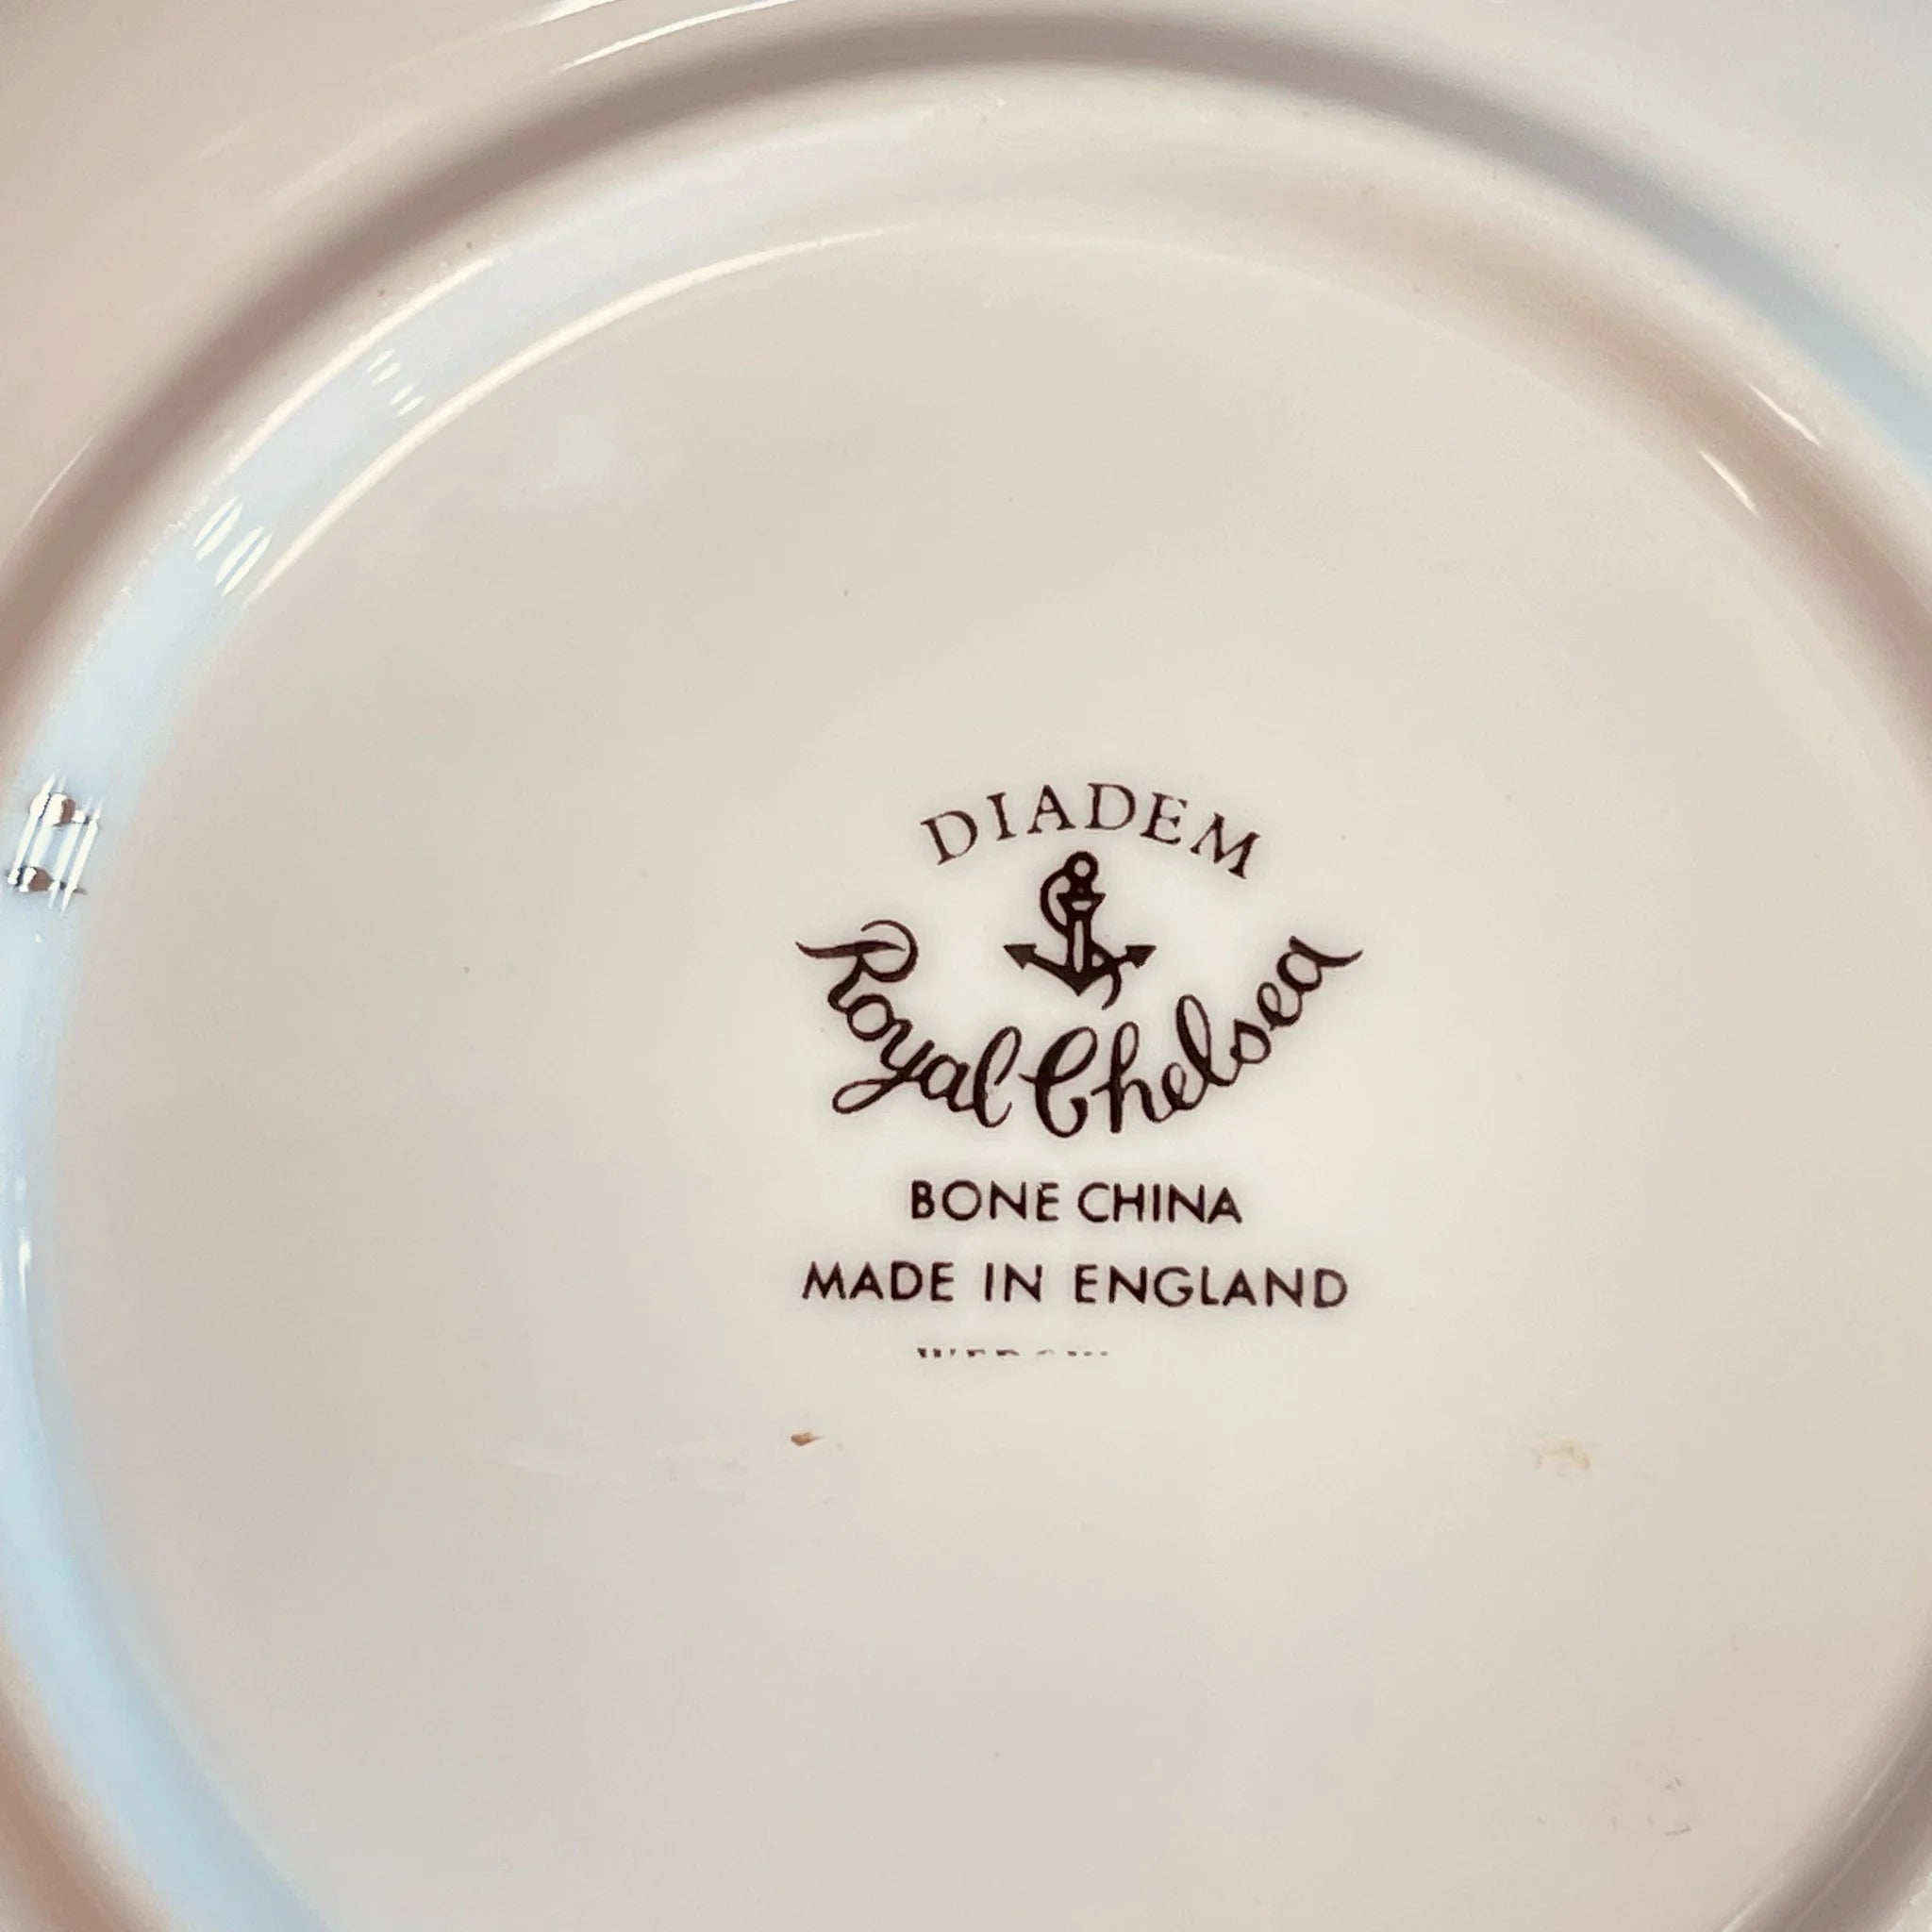 DIADEM
Royal Chelsea
BONE CHINA
MADE IN ENGLAND